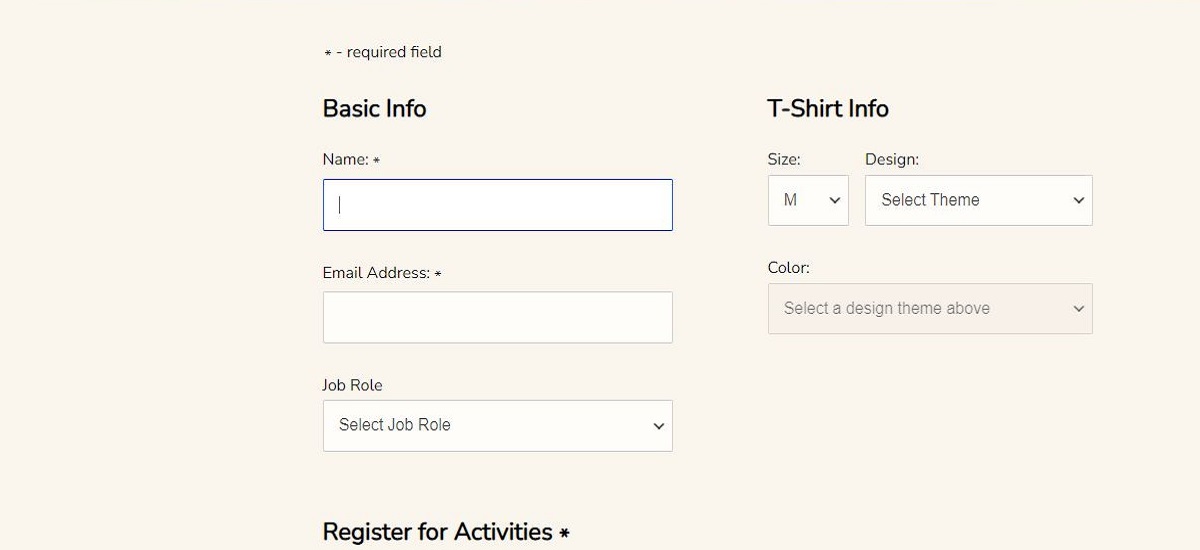 * - required field
Basic Info
Name: *
Email Address: *
Job Role
Select Job Role
T-Shirt Info
Size:
M
Design:
Select Theme
Color:
Select a design theme above
Register for Activities *